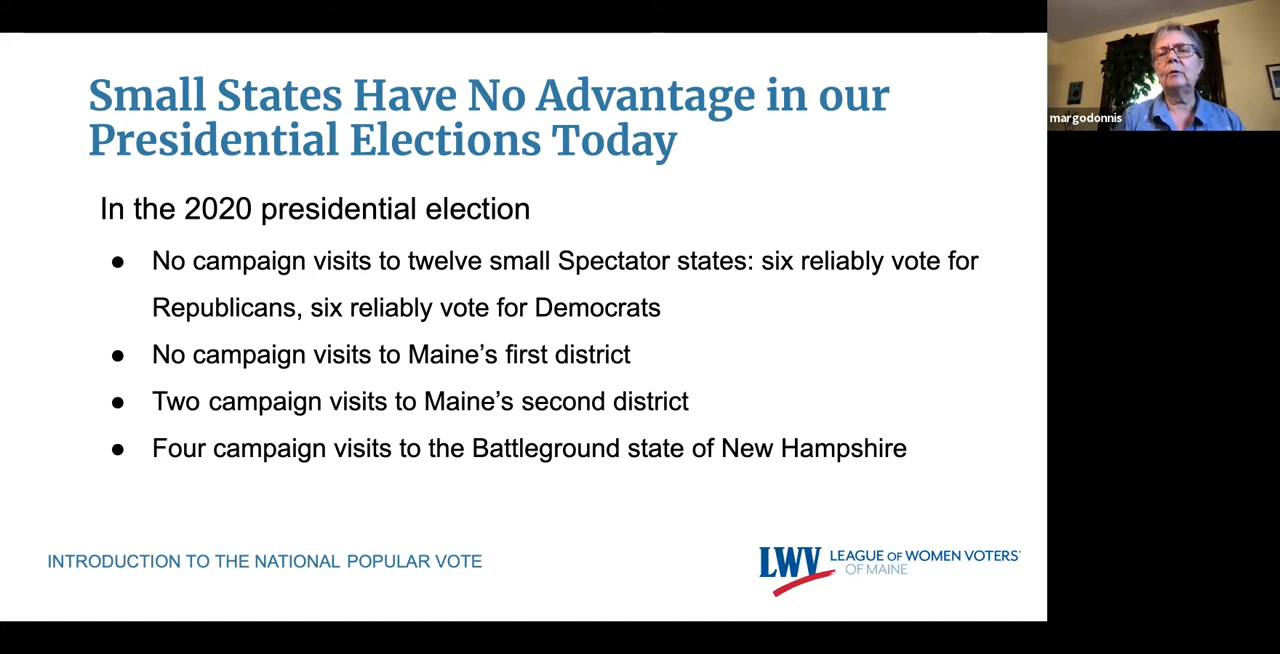 Small States Have No Advantage in our
Presidential Elections Today
In the 2020 presidential election
● No campaign visits to twelve small Spectator states: six reliably vote for
Republicans, six reliably vote for Democrats
● No campaign visits to Maine’s first district
● Two campaign visits to Maine’s second district
● Four campaign visits to the Battleground state of New Hampshire
INTRODUCTION TO THE NATIONAL POPULAR VOTE
LWV LEAGUE OF WOMEN VOTERS®
OF MAINE
margodonnis